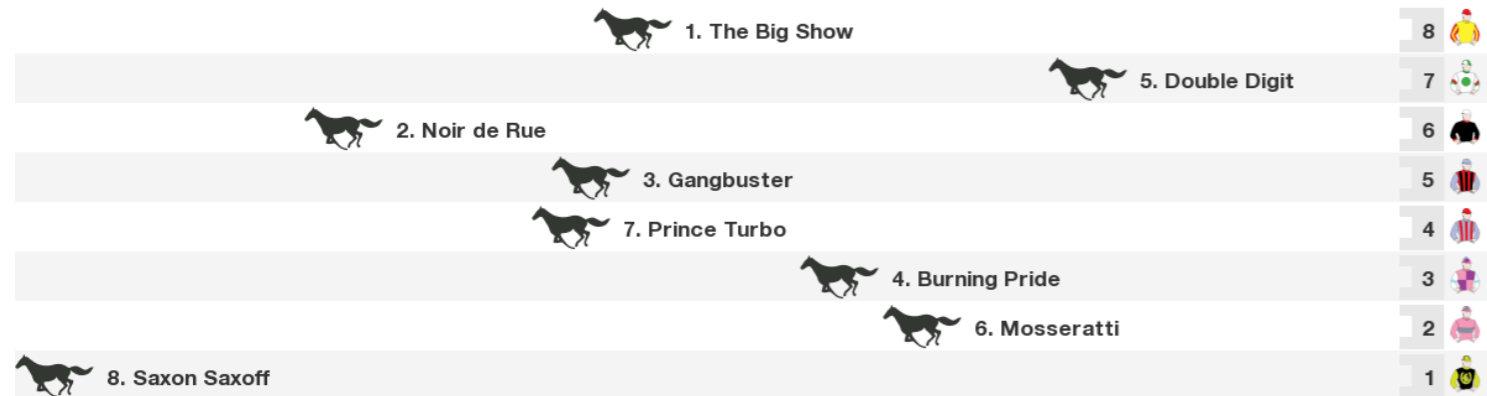 1. The Big Show 8
5. Double Digit 7
2. Noir de Rue 6
3. Gangbuster 5
7. Prince Turbo 4
4. Burning Pride 3
6. Mosseratti 2
8. Saxon Saxoff 1